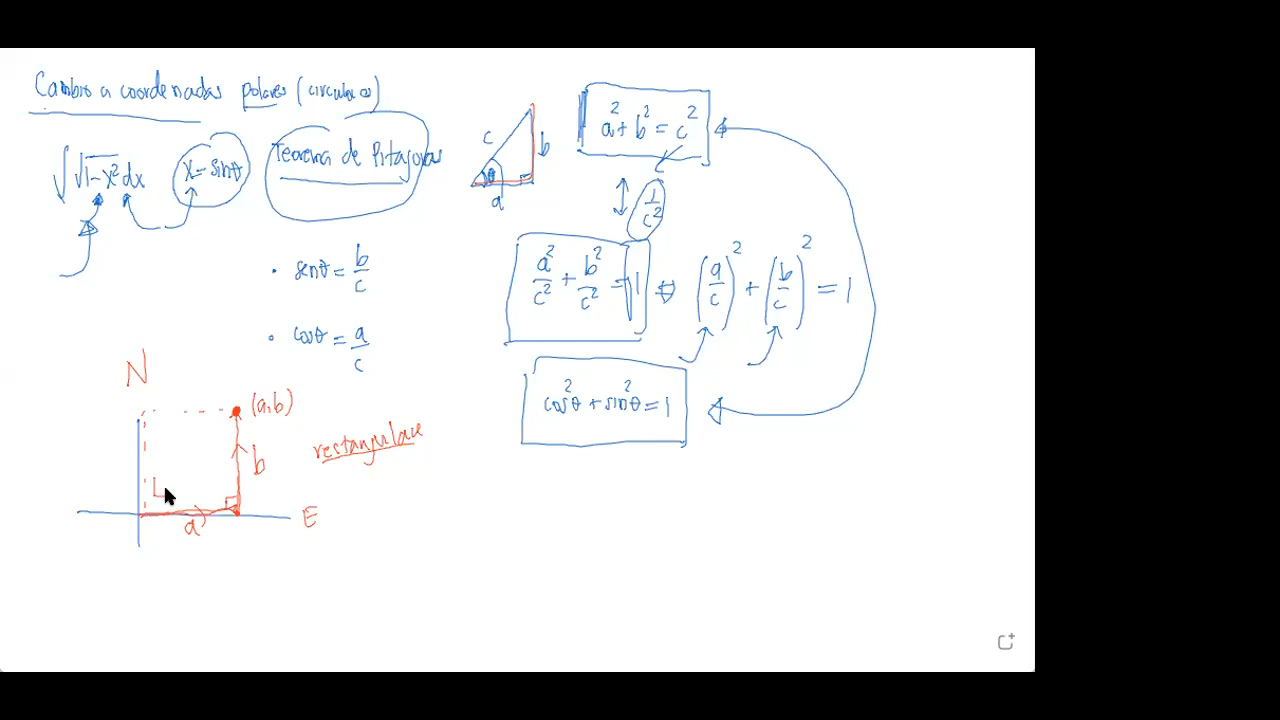 Cambio a coordenadas polares (circulares)
∫√1-x² dx
x=sinθ
Teorema de Pitagoras
c
b
θ
a
a²+b²=c²
1/c²
a²/c² + b²/c² = 1 ⇔ (a/c)² + (b/c)² = 1
• senθ = b/c
• cosθ = a/c
cos²θ + sin²θ = 1
N
(a,b)
b
rectangulares
a
E